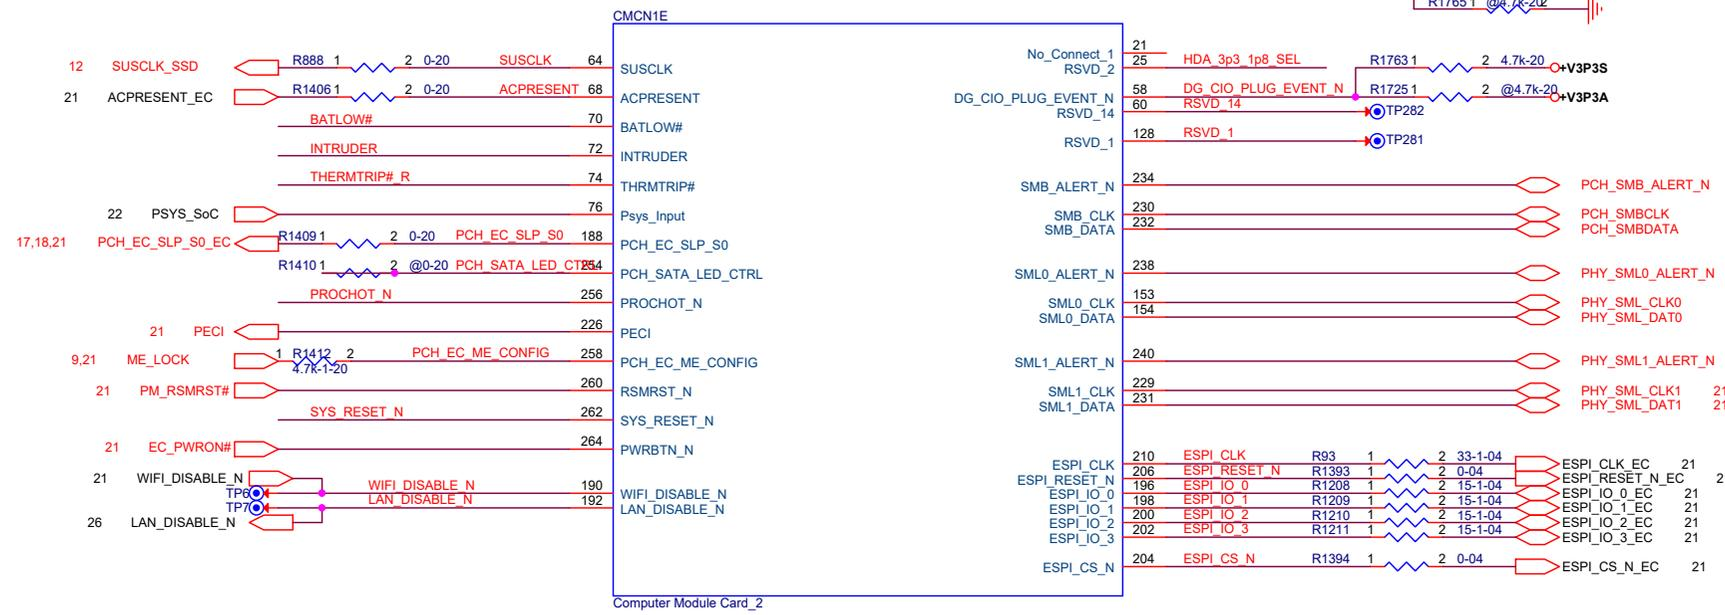 CMCN1E
R1765 1 @4.7k-20 2
12 SUSCLK_SSD R888 1 2 0-20 SUSCLK 64 SUSCLK
21 ACPRESENT_EC R1406 1 2 0-20 ACPRESENT 68 ACPRESENT
BATLOW# 70 BATLOW#
INTRUDER 72 INTRUDER
THERMTRIP#_R 74 THRMTRIP#
22 PSYS_SoC 76 Psys_Input
17,18,21 PCH_EC_SLP_S0_EC R1409 1 2 0-20 PCH_EC_SLP_S0 188 PCH_EC_SLP_S0
R1410 1 2 @0-20 PCH_SATA_LED_CTRL 254 PCH_SATA_LED_CTRL
PROCHOT_N 256 PROCHOT_N
21 PECI 226 PECI
9,21 ME_LOCK 1 R1412 2 PCH_EC_ME_CONFIG 258 PCH_EC_ME_CONFIG
4.7k-1-20
21 PM_RSMRST# 260 RSMRST_N
SYS_RESET_N 262 SYS_RESET_N
21 EC_PWRON# 264 PWRBTN_N
21 WIFI_DISABLE_N
TP6 WIFI_DISABLE_N 190 WIFI_DISABLE_N
TP7 LAN_DISABLE_N 192 LAN_DISABLE_N
26 LAN_DISABLE_N
No_Connect_1 21
RSVD_2 25 HDA_3p3_1p8_SEL R1763 1 2 4.7k-20 +V3P3S
DG_CIO_PLUG_EVENT_N 58 DG_CIO_PLUG_EVENT_N R1725 1 2 @4.7k-20 +V3P3A
RSVD_14 60 RSVD_14 TP282
RSVD_1 128 RSVD_1 TP281
SMB_ALERT_N 234 PCH_SMB_ALERT_N
SMB_CLK 230 PCH_SMBCLK
SMB_DATA 232 PCH_SMBDATA
SML0_ALERT_N 238 PHY_SML0_ALERT_N
SML0_CLK 153 PHY_SML_CLK0
SML0_DATA 154 PHY_SML_DAT0
SML1_ALERT_N 240 PHY_SML1_ALERT_N
SML1_CLK 229 PHY_SML_CLK1 21
SML1_DATA 231 PHY_SML_DAT1 21
ESPI_CLK 210 ESPI_CLK R93 1 2 33-1-04 ESPI_CLK_EC 21
ESPI_RESET_N 206 ESPI_RESET_N R1393 1 2 0-04 ESPI_RESET_N_EC 2
ESPI_IO_0 196 ESPI_IO_0 R1208 1 2 15-1-04 ESPI_IO_0_EC 21
ESPI_IO_1 198 ESPI_IO_1 R1209 1 2 15-1-04 ESPI_IO_1_EC 21
ESPI_IO_2 200 ESPI_IO_2 R1210 1 2 15-1-04 ESPI_IO_2_EC 21
ESPI_IO_3 202 ESPI_IO_3 R1211 1 2 15-1-04 ESPI_IO_3_EC 21
ESPI_CS_N 204 ESPI_CS_N R1394 1 2 0-04 ESPI_CS_N_EC 21
Computer Module Card_2